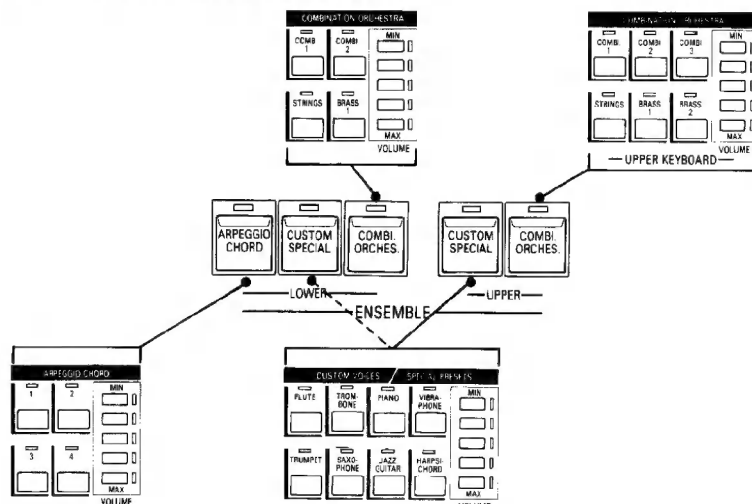 COMBINATION ORCHESTRA
COMBI 1
COMBI 2
MIN
STRINGS
BRASS 1
MAX
VOLUME
COMBINATION ORCHESTRA
COMBI. 1
COMBI 2
COMBI. 3
MIN
STRINGS
BRASS 1
BRASS 2
MAX
VOLUME
UPPER KEYBOARD
ARPEGGIO CHORD
CUSTOM SPECIAL
COMBI. ORCHES.
CUSTOM SPECIAL
COMBI. ORCHES.
LOWER
UPPER
ENSEMBLE
ARPEGGIO CHORD
1
2
MIN
3
4
MAX
VOLUME
CUSTOM VOICES / SPECIAL PRESETS
FLUTE
TROM-BONE
PIANO
VIBRA-PHONE
MIN
TRUMPET
SAXO-PHONE
JAZZ GUITAR
HARPSI-CHORD
MAX
VOLUME